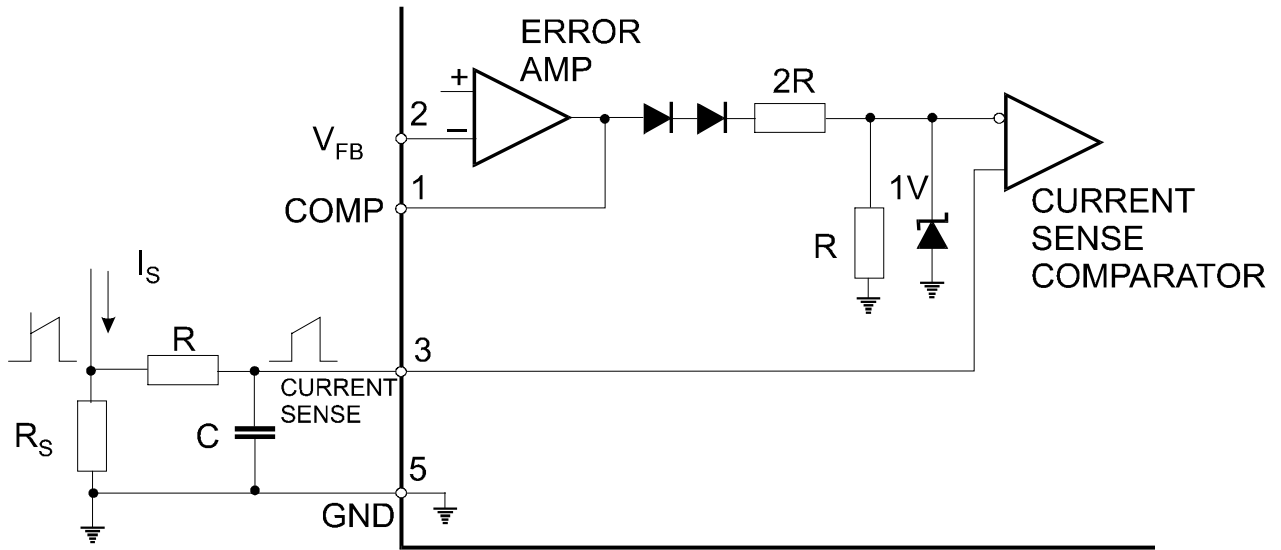 ERROR
AMP
+
2R
2
–
V_FB
1
COMP
1V
R
CURRENT
SENSE
COMPARATOR
I_S
R
3
CURRENT
SENSE
R_S
C
5
GND